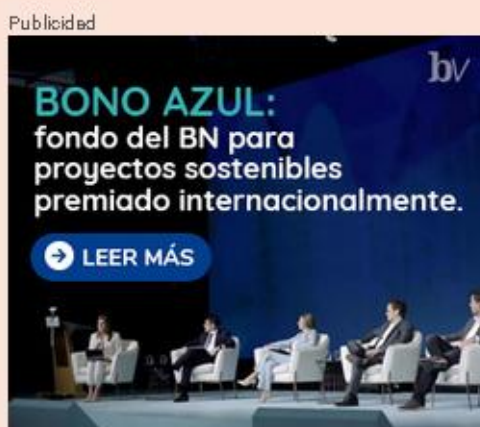 Publicidad
bv
BONO AZUL:
fondo del BN para
proyectos sostenibles
premiado internacionalmente.
LEER MÁS